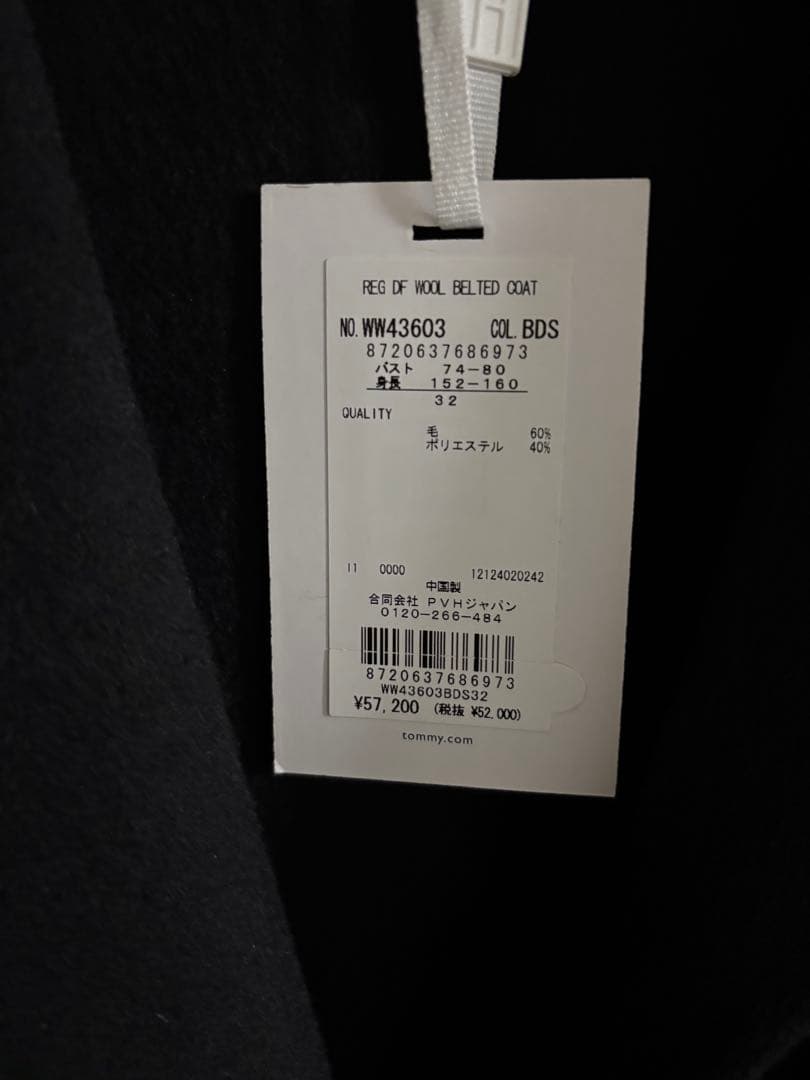 REG DF WOOL BELTED COAT
NO. WW43603 COL. BDS
8720637686973
バスト 74-80
身長 152-160
32
QUALITY
毛 60%
ポリエステル 40%
I1 0000 12124020242
中国製
合同会社 PVHジャパン
0120-266-484
8720637686973
WW43603BDS32
¥57,200 (税抜 ¥52,000)
tommy.com